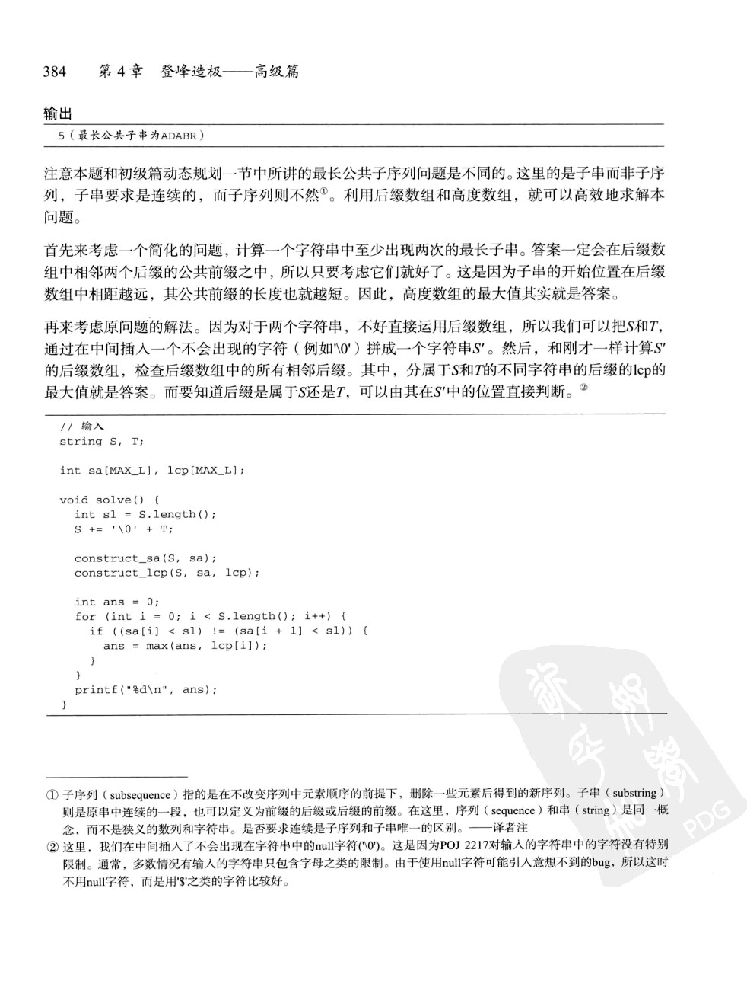 384 第4章 登峰造极——高级篇
输出
5(最长公共子串为ADABR)
注意本题和初级篇动态规划一节中所讲的最长公共子序列问题是不同的。这里的是子串而非子序
列，子串要求是连续的，而子序列则不然①。利用后缀数组和高度数组，就可以高效地求解本
问题。
首先来考虑一个简化的问题，计算一个字符串中至少出现两次的最长子串。答案一定会在后缀数
组中相邻两个后缀的公共前缀之中，所以只要考虑它们就好了。这是因为子串的开始位置在后缀
数组中相距越远，其公共前缀的长度也就越短。因此，高度数组的最大值其实就是答案。
再来考虑原问题的解法。因为对于两个字符串，不好直接运用后缀数组，所以我们可以把S和T，
通过在中间插入一个不会出现的字符（例如'\0'）拼成一个字符串S′。然后，和刚才一样计算S′
的后缀数组，检查后缀数组中的所有相邻后缀。其中，分属于S和T的不同字符串的后缀的lcp的
最大值就是答案。而要知道后缀是属于S还是T，可以由其在S′中的位置直接判断。②
// 输入
string S, T;
int sa[MAX_L], lcp[MAX_L];
void solve() {
int sl = S.length();
S += '\0' + T;
construct_sa(S, sa);
construct_lcp(S, sa, lcp);
int ans = 0;
for (int i = 0; i < S.length(); i++) {
if ((sa[i] < sl) != (sa[i + 1] < sl)) {
ans = max(ans, lcp[i]);
}
}
printf("%d\n", ans);
}
① 子序列（subsequence）指的是在不改变序列中元素顺序的前提下，删除一些元素后得到的新序列。子串（substring）
则是原串中连续的一段，也可以定义为前缀的后缀或后缀的前缀。在这里，序列（sequence）和串（string）是同一概
念，而不是狭义的数列和字符串。是否要求连续是子序列和子串唯一的区别。——译者注
② 这里，我们在中间插入了不会出现在字符串中的null字符('\0')。这是因为POJ 2217对输入的字符串中的字符没有特别
限制。通常，多数情况有输入的字符串只包含字母之类的限制。由于使用null字符可能引入意想不到的bug，所以这时
不用null字符，而是用'$'之类的字符比较好。
PDG